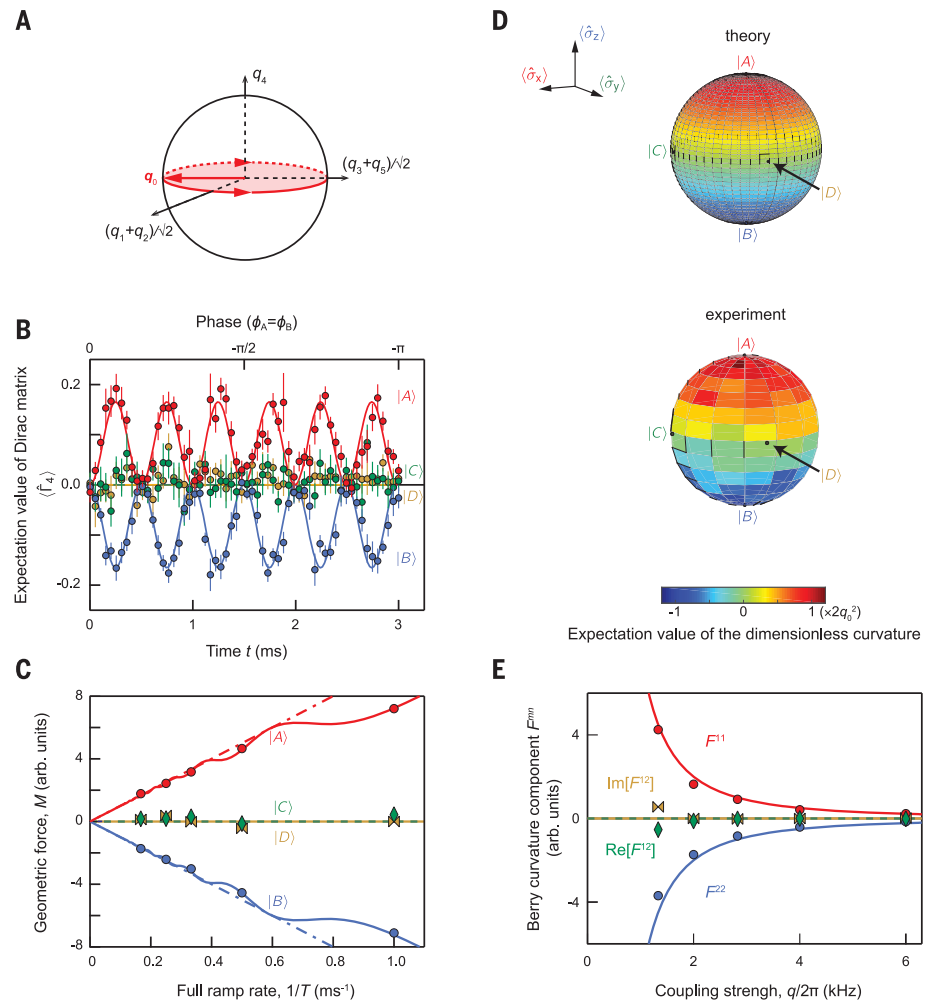 A
q4
q0
(q3+q5)/√2
(q1+q2)/√2
B
Phase (ϕA=ϕB)
0 -π/2 -π
Expectation value of Dirac matrix
⟨Γ̂4⟩
0.2
0.0
-0.2
|A⟩
|C⟩
|D⟩
|B⟩
0 1 2 3
Time t (ms)
C
Geometric force, M (arb. units)
8
4
0
-4
-8
|A⟩
|C⟩
|D⟩
|B⟩
0 0.2 0.4 0.6 0.8 1.0
Full ramp rate, 1/T (ms⁻¹)
D
⟨σ̂z⟩
⟨σ̂x⟩
⟨σ̂y⟩
theory
|A⟩
|C⟩
|D⟩
|B⟩
experiment
|A⟩
|C⟩
|D⟩
|B⟩
-1 0 1 (×2q0²)
Expectation value of the dimensionless curvature
E
Berry curvature component Fᵐⁿ
(arb. units)
4
0
-4
F¹¹
Im[F¹²]
Re[F¹²]
F²²
0 2 4 6
Coupling strengh, q/2π (kHz)